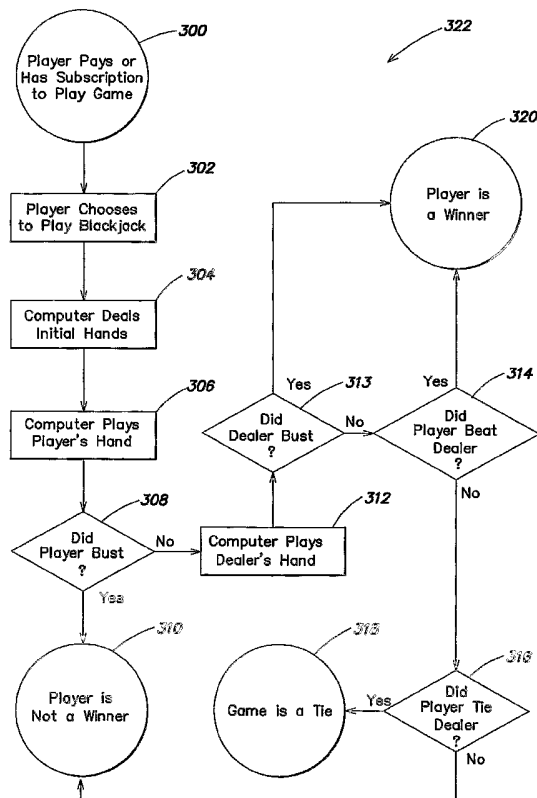 300
Player Pays or
Has Subscription
to Play Game
322
320
Player is
a Winner
302
Player Chooses
to Play Blackjack
304
Computer Deals
Initial Hands
306
Computer Plays
Player's Hand
Yes
313
Did
Dealer Bust
?
No
Yes
314
Did
Player Beat
Dealer
?
No
308
Did
Player Bust
?
No
Yes
312
Computer Plays
Dealer's Hand
310
Player is
Not a Winner
Game is a Tie
Yes
Did
Player Tie
Dealer
?
No